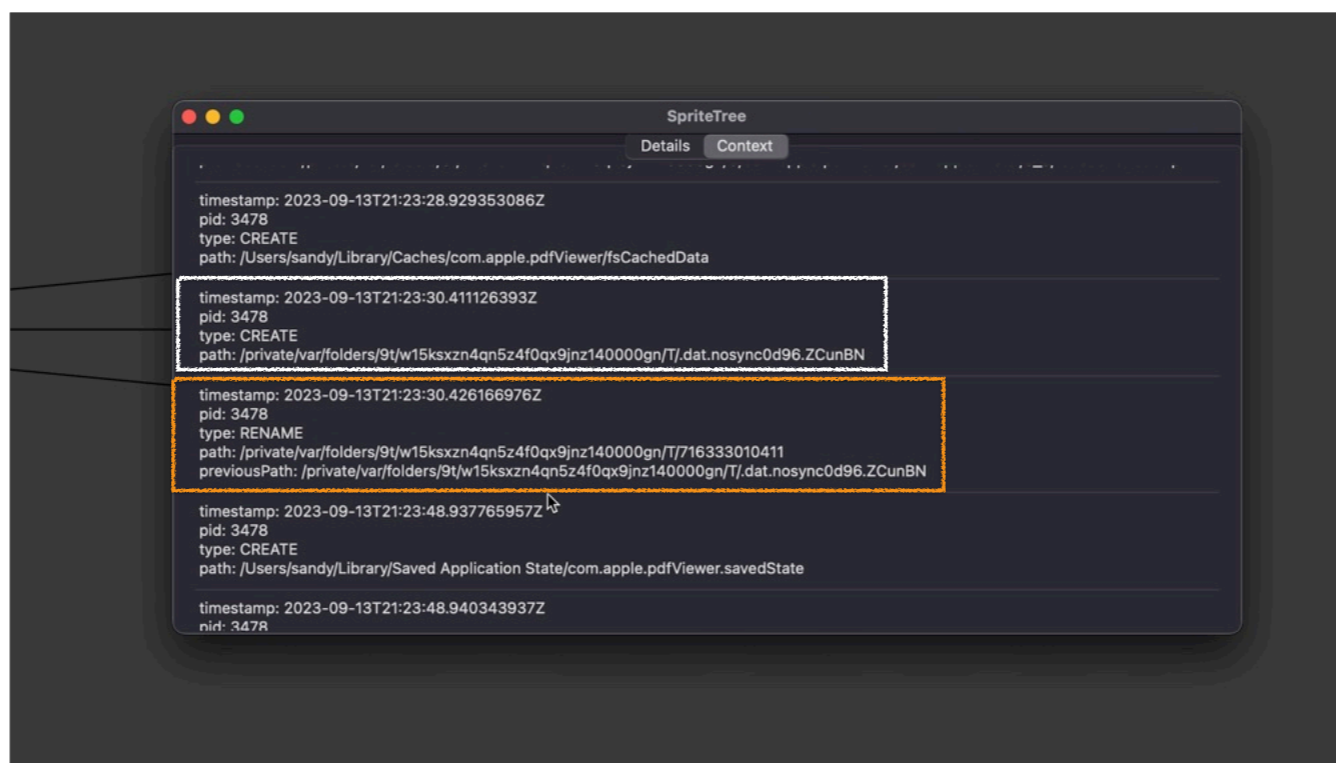 SpriteTree
Details Context
timestamp: 2023-09-13T21:23:28.929353086Z
pid: 3478
type: CREATE
path: /Users/sandy/Library/Caches/com.apple.pdfViewer/fsCachedData
timestamp: 2023-09-13T21:23:30.411126393Z
pid: 3478
type: CREATE
path: /private/var/folders/9t/w15ksxzn4qn5z4f0qx9jnz140000gn/T/.dat.nosync0d96.ZCunBN
timestamp: 2023-09-13T21:23:30.426166976Z
pid: 3478
type: RENAME
path: /private/var/folders/9t/w15ksxzn4qn5z4f0qx9jnz140000gn/T/716333010411
previousPath: /private/var/folders/9t/w15ksxzn4qn5z4f0qx9jnz140000gn/T/.dat.nosync0d96.ZCunBN
timestamp: 2023-09-13T21:23:48.937765957Z
pid: 3478
type: CREATE
path: /Users/sandy/Library/Saved Application State/com.apple.pdfViewer.savedState
timestamp: 2023-09-13T21:23:48.940343937Z
pid: 3478